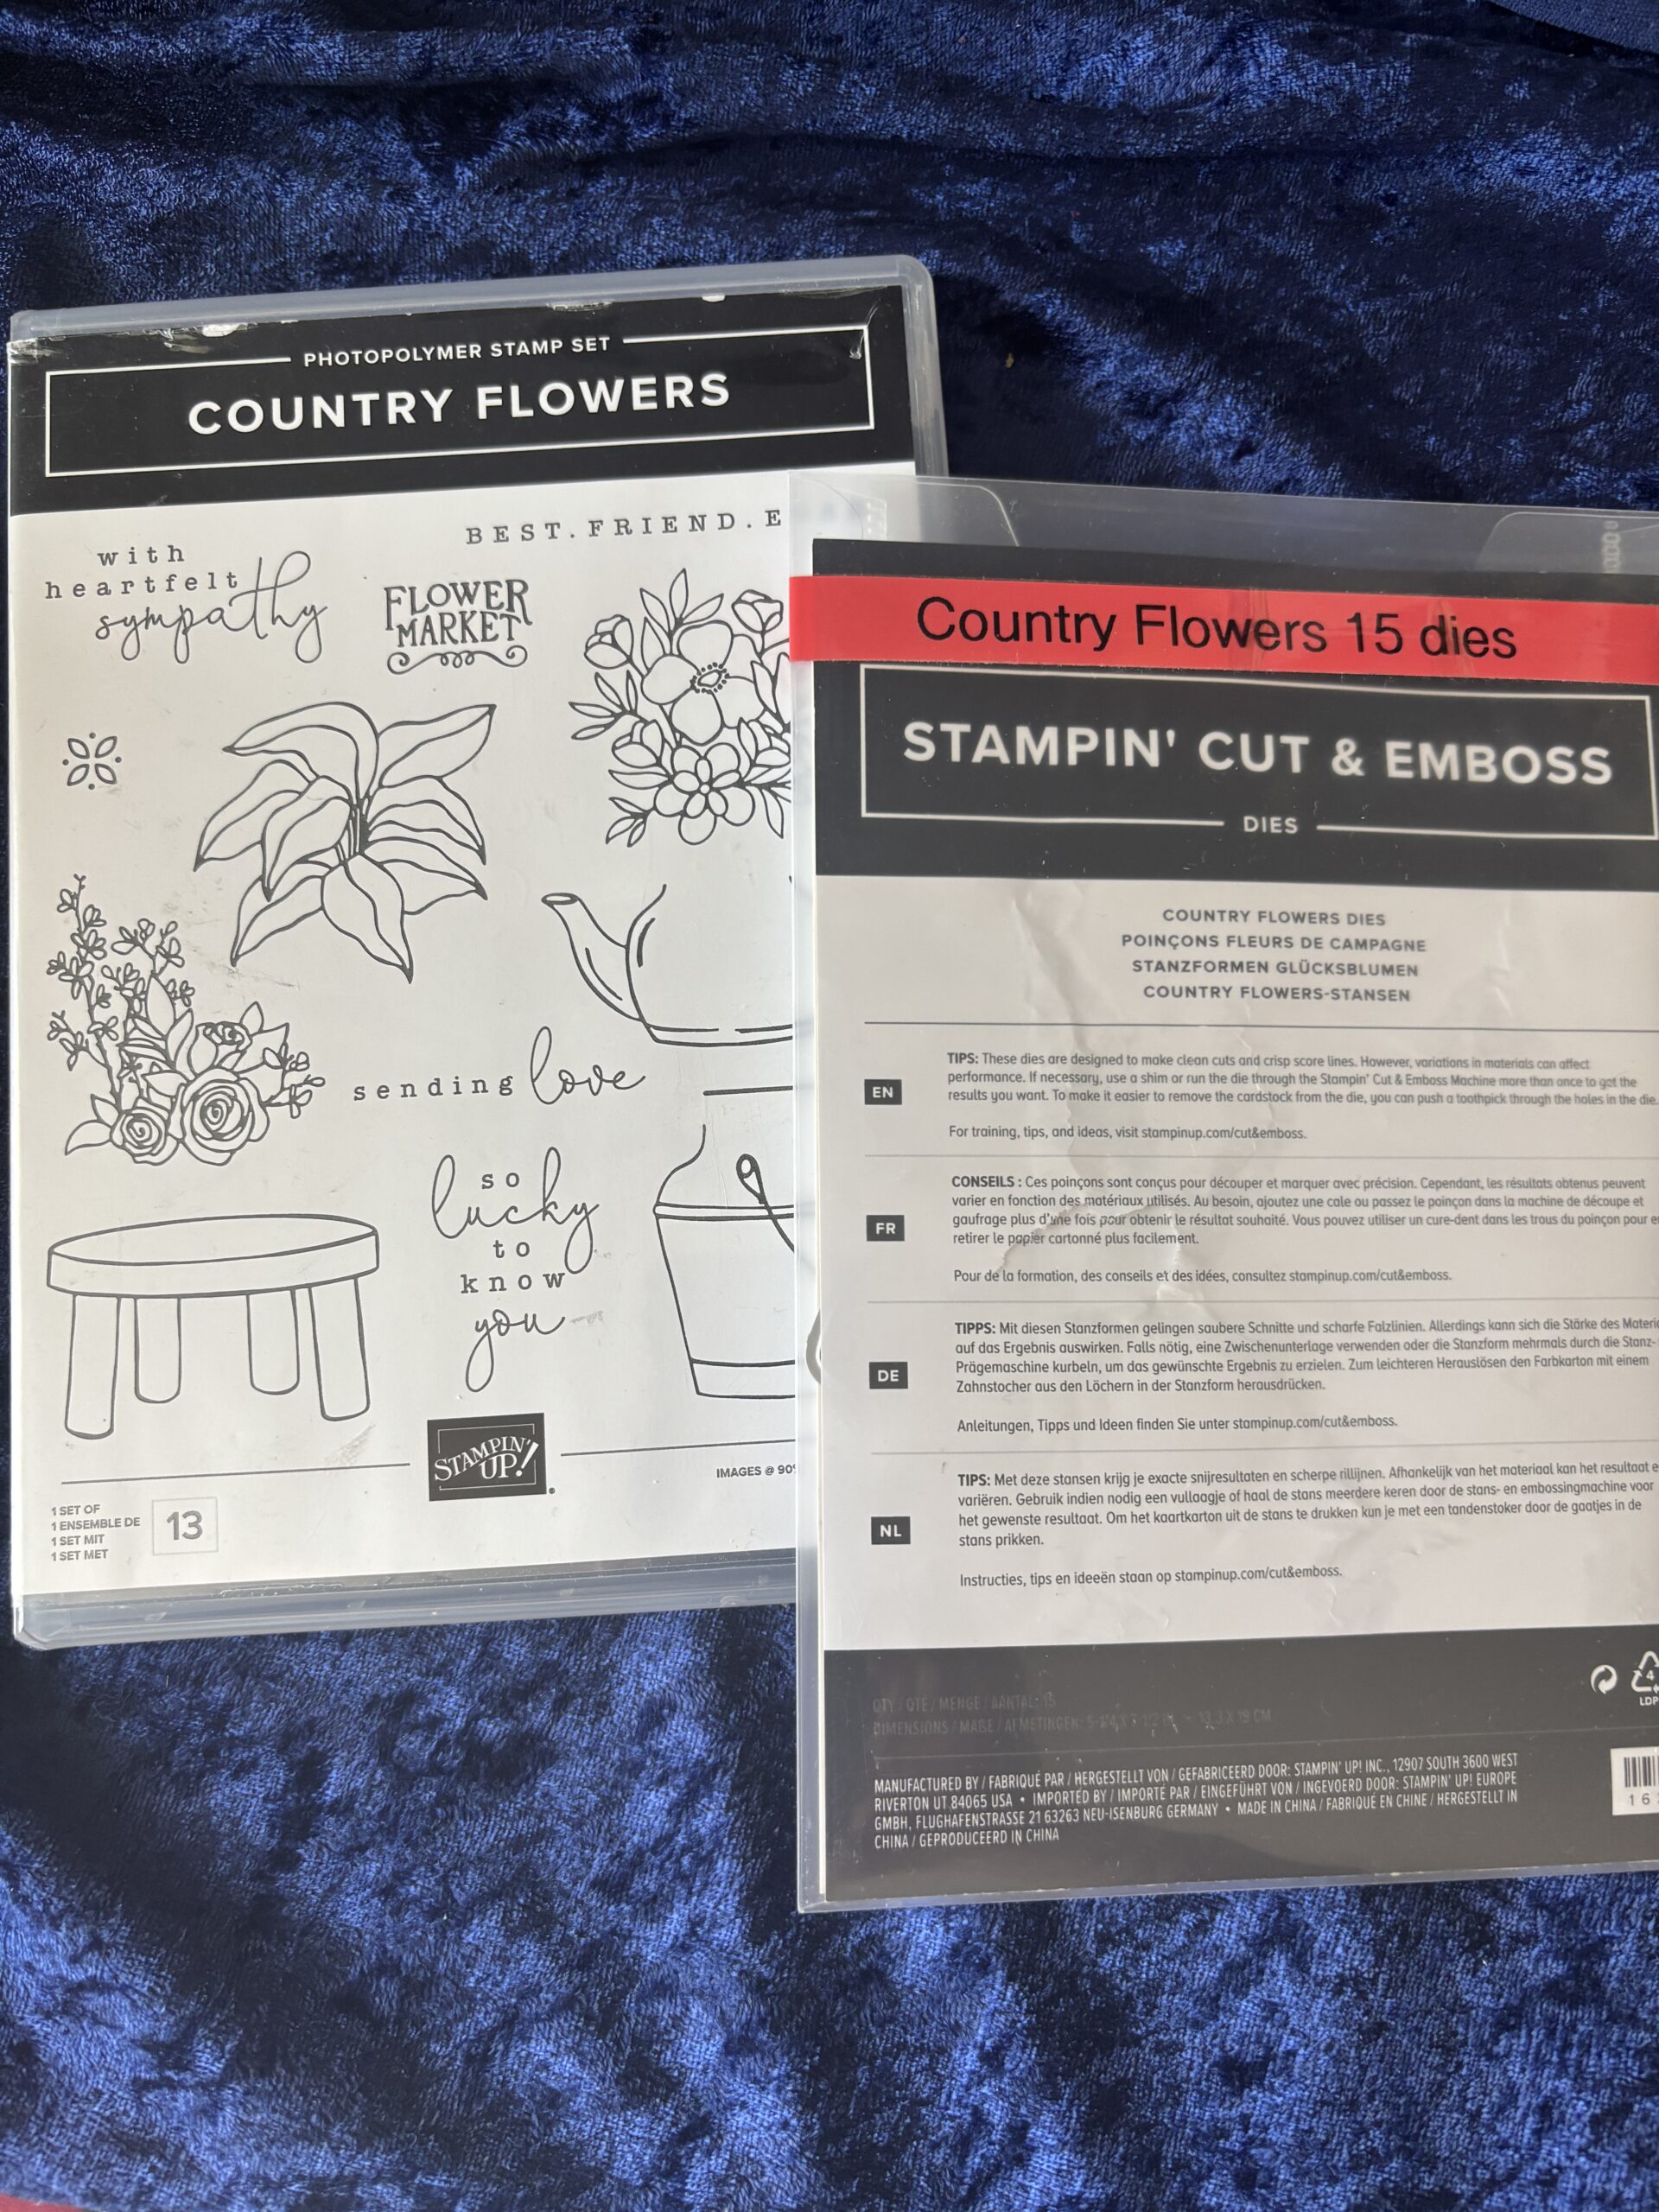 PHOTOPOLYMER STAMP SET
COUNTRY FLOWERS
with
heartfelt
sympathy
BEST.FRIEND.E
FLOWER
MARKET
sending love
so
lucky
to
know
you
STAMPIN'
UP!
IMAGES @ 90
1 SET OF
1 ENSEMBLE DE
1 SET MIT
1 SET MET
13
Country Flowers 15 dies
STAMPIN' CUT & EMBOSS
DIES
COUNTRY FLOWERS DIES
POINÇONS FLEURS DE CAMPAGNE
STANZFORMEN GLÜCKSBLUMEN
COUNTRY FLOWERS-STANSEN
EN
TIPS: These dies are designed to make clean cuts and crisp score lines. However, variations in materials can affect
performance. If necessary, use a shim or run the die through the Stampin' Cut & Emboss Machine more than once to get the
results you want. To make it easier to remove the cardstock from the die, you can push a toothpick through the holes in the die.
For training, tips, and ideas, visit stampinup.com/cut&emboss.
FR
CONSEILS : Ces poinçons sont conçus pour découper et marquer avec précision. Cependant, les résultats obtenus peuvent
varier en fonction des matériaux utilisés. Au besoin, ajoutez une cale ou passez le poinçon dans la machine de découpe et
gaufrage plus d'une fois pour obtenir le résultat souhaité. Vous pouvez utiliser un cure-dent dans les trous du poinçon pour e
retirer le papier cartonné plus facilement.
Pour de la formation, des conseils et des idées, consultez stampinup.com/cut&emboss.
DE
TIPPS: Mit diesen Stanzformen gelingen saubere Schnitte und scharfe Falzlinien. Allerdings kann sich die Stärke des Materi
auf das Ergebnis auswirken. Falls nötig, eine Zwischenunterlage verwenden oder die Stanzform mehrmals durch die Stanz-
Prägemaschine kurbeln, um das gewünschte Ergebnis zu erzielen. Zum leichteren Herauslösen den Farbkarton mit einem
Zahnstocher aus den Löchern in der Stanzform herausdrücken.
Anleitungen, Tipps und Ideen finden Sie unter stampinup.com/cut&emboss.
NL
TIPS: Met deze stansen krijg je exacte snijresultaten en scherpe rillijnen. Afhankelijk van het materiaal kan het resultaat e
variëren. Gebruik indien nodig een vullaagje of haal de stans meerdere keren door de stans- en embossingmachine voor
het gewenste resultaat. Om het kaartkarton uit de stans te drukken kun je met een tandenstoker door de gaatjes in de
stans prikken.
Instructies, tips en ideeën staan op stampinup.com/cut&emboss.
4
LDP
QTY / QTÉ / MENGE / AANTAL: 15
DIMENSIONS / MAßE / AFMETINGEN: 13,3 X 19 CM
MANUFACTURED BY / FABRIQUÉ PAR / HERGESTELLT VON / GEFABRICEERD DOOR: STAMPIN' UP! INC., 12907 SOUTH 3600 WEST
RIVERTON UT 84065 USA • IMPORTED BY / IMPORTÉ PAR / EINGEFÜHRT VON / INGEVOERD DOOR: STAMPIN' UP! EUROPE
GMBH, FLUGHAFENSTRASSE 21 63263 NEU-ISENBURG GERMANY • MADE IN CHINA / FABRIQUÉ EN CHINE / HERGESTELLT IN
CHINA / GEPRODUCEERD IN CHINA
1 6